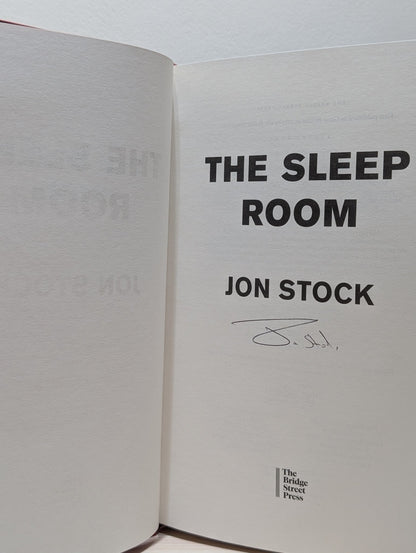 THE SLEEP
ROOM
JON STOCK
The
Bridge
Street
Press